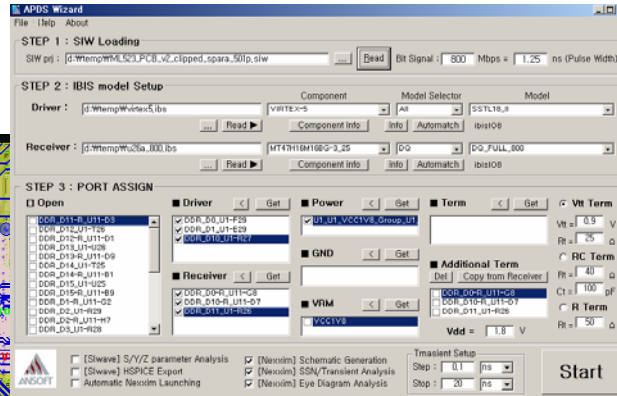 APDS Wizard
File Help About
STEP 1 : SIW Loading
SIW prj : d:₩temp₩ML523_PCB_v2_clipped_spara_501p.siw ... Read Bit Signal : 800 Mbps = 1.25 ns (Pulse Width)
STEP 2 : IBIS model Setup
Component Model Selector Model
Driver : d:₩temp₩virtex5.ibs VIRTEX-5 All SSTL18_II
... Read ▶ Component info Info Automatch ibisIO8
Receiver : d:₩temp₩u26a_800.ibs MT47H16M16BG-3_25 DQ DQ_FULL_800
... Read ▶ Component info Info Automatch ibisIO8
STEP 3 : PORT ASSIGN
Open
DDR_D11-R_U11-D3
DDR_D12_U1-T26
DDR_D12-R_U11-D1
DDR_D13_U1-U26
DDR_D13-R_U11-D9
DDR_D14_U1-T25
DDR_D14-R_U11-B1
DDR_D15_U1-U25
DDR_D15-R_U11-B9
DDR_D1-R_U11-G2
DDR_D2_U1-R29
DDR_D2-R_U11-H7
DDR_D3_U1-R28
Driver < Get
DDR_D0_U1-F29
DDR_D1_U1-E29
DDR_D10_U1-R27
Receiver < Get
DDR_D0-R_U11-G8
DDR_D10-R_U11-D7
DDR_D11_U1-R26
Power < Get
U1_U1_VCC1V8_Group_U1_
GND < Get
VRM < Get
VCC1V8
Term < Get
Additional Term
Del Copy from Receiver
DDR_D0-R_U11-G8
DDR_D10-R_U11-D7
DDR_D11_U1-R26
Vdd = 1.8 V
Vtt Term
Vtt = 0.9 V
Rt = 25 Ω
RC Term
Rt = 40 Ω
Ct = 100 pF
R Term
Rt = 50 Ω
ANSOFT
[SIwave] S/Y/Z parameter Analysis
[SIwave] HSPICE Export
Automatic Nexxim Launching
[Nexxim] Schematic Generation
[Nexxim] SSN/Transient Analysis
[Nexxim] Eye Diagram Analysis
Trnasient Setup
Step : 0.1 ns
Stop : 20 ns
Start